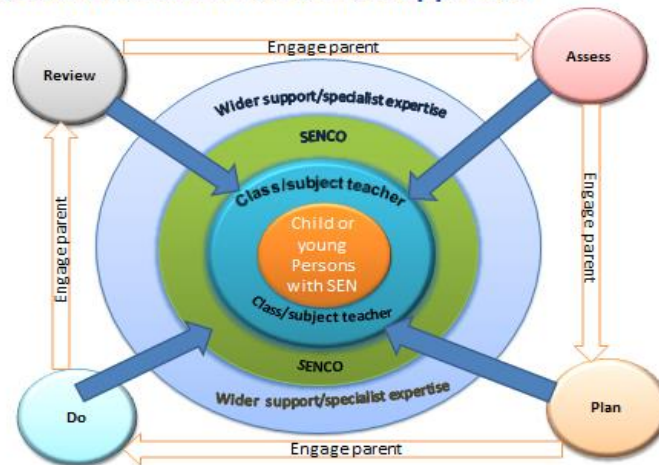 Engage parent
Review
Assess
Wider support/specialist expertise
SENCO
Class/subject teacher
Engage parent
Engage parent
Child or
young
Persons
with SEN
Class/subject teacher
SENCO
Wider support/specialist expertise
Do
Plan
Engage parent